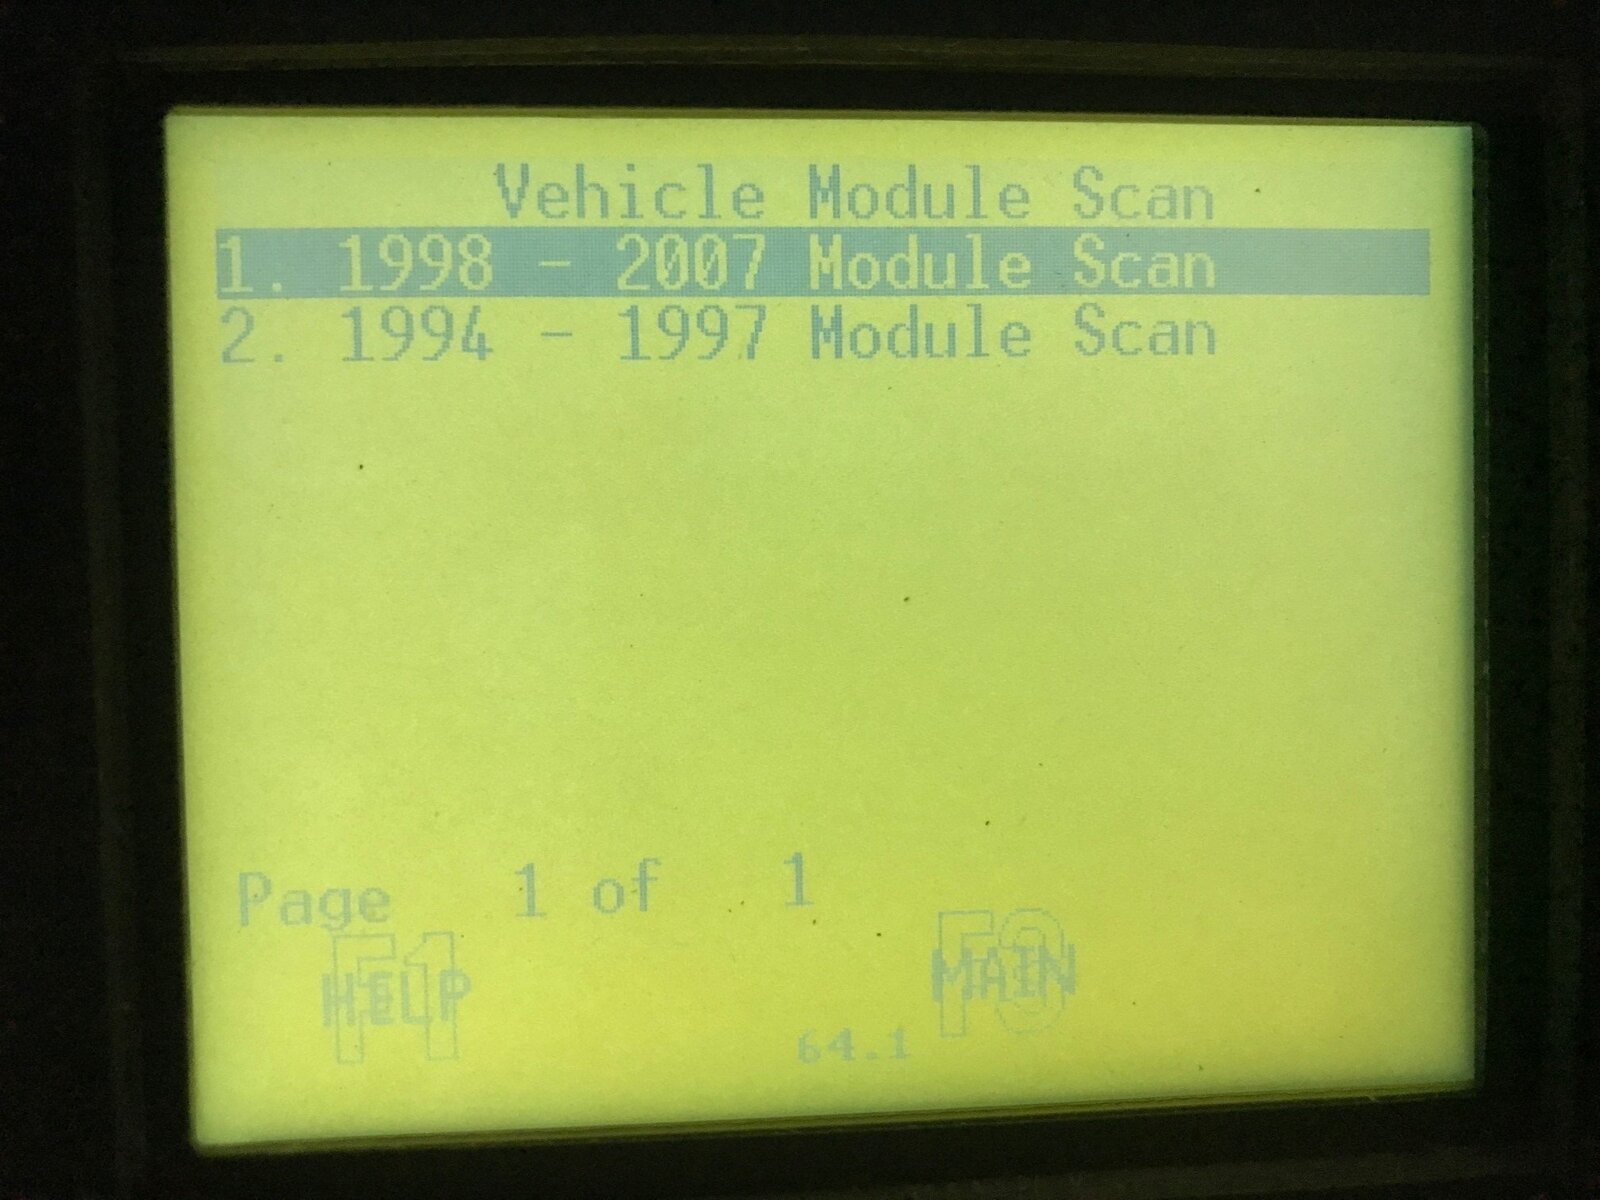 Vehicle Module Scan
1. 1998 - 2007 Module Scan
2. 1994 - 1997 Module Scan
Page 1 of 1
F1 F0
HELP MAIN
64.1